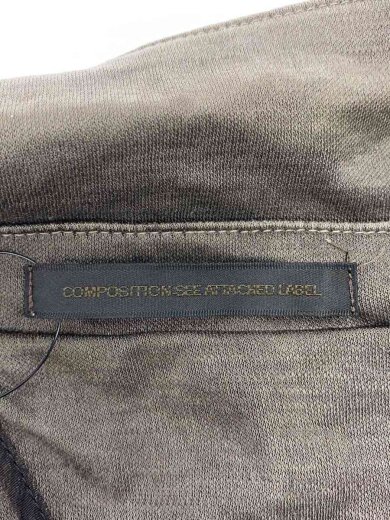 COMPOSITION-SEE ATTACHED LABEL